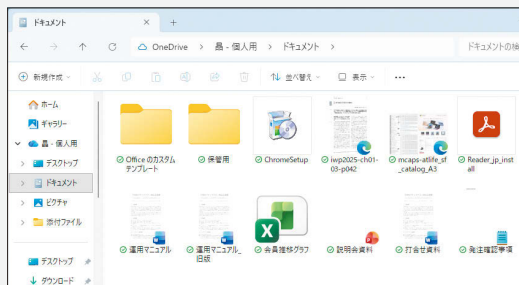 ドキュメント
OneDrive > 晶 - 個人用 > ドキュメント >
ドキュメントの検
新規作成
並べ替え
表示
ホーム
ギャラリー
晶 - 個人用
デスクトップ
ドキュメント
ピクチャ
添付ファイル
デスクトップ
ダウンロード
Office のカスタム
テンプレート
保管用
ChromeSetup
iwp2025-ch01-
03-p042
mcaps-atlife_sf
_catalog_A3
Reader_jp_inst
all
運用マニュアル
運用マニュアル_
旧版
会員推移グラフ
説明会資料
打合せ資料
発注確認事項